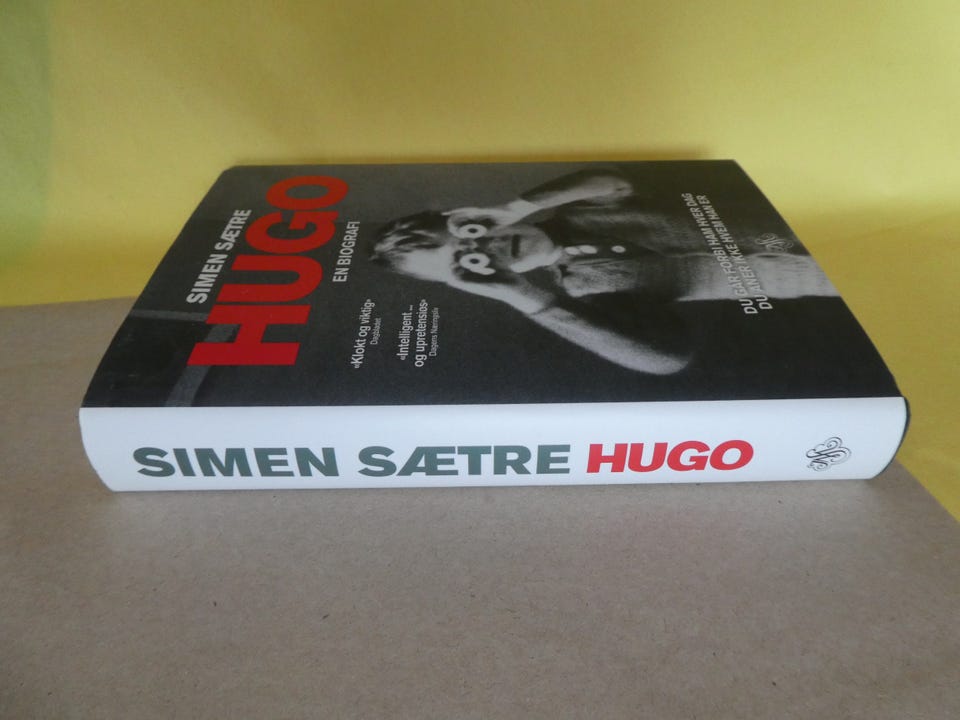 SIMEN SÆTRE
HUGO
EN BIOGRAFI
«Klokt og viktig»
Dagbladet
«Intelligent ...
og upretensiøs»
Dagens Næringsliv
DU GÅR FORBI HAM HVER DAG
DU ANER IKKE HVEM HAN ER
SIMEN SÆTRE HUGO